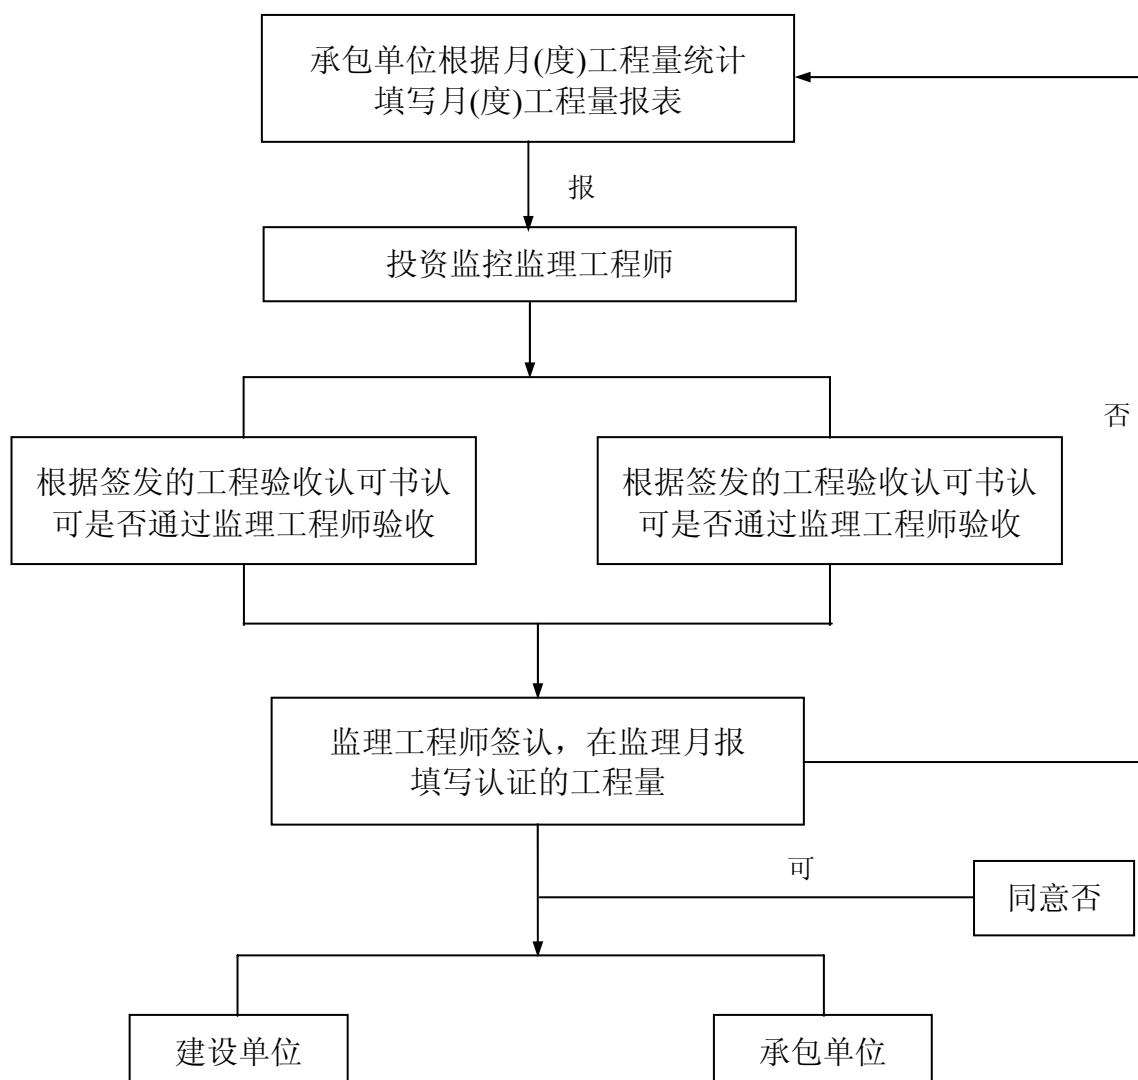 承包单位根据月(度)工程量统计
填写月(度)工程量报表
报
投资监控监理工程师
否
根据签发的工程验收认可书认
可是否通过监理工程师验收
根据签发的工程验收认可书认
可是否通过监理工程师验收
监理工程师签认，在监理月报
填写认证的工程量
可
同意否
建设单位
承包单位